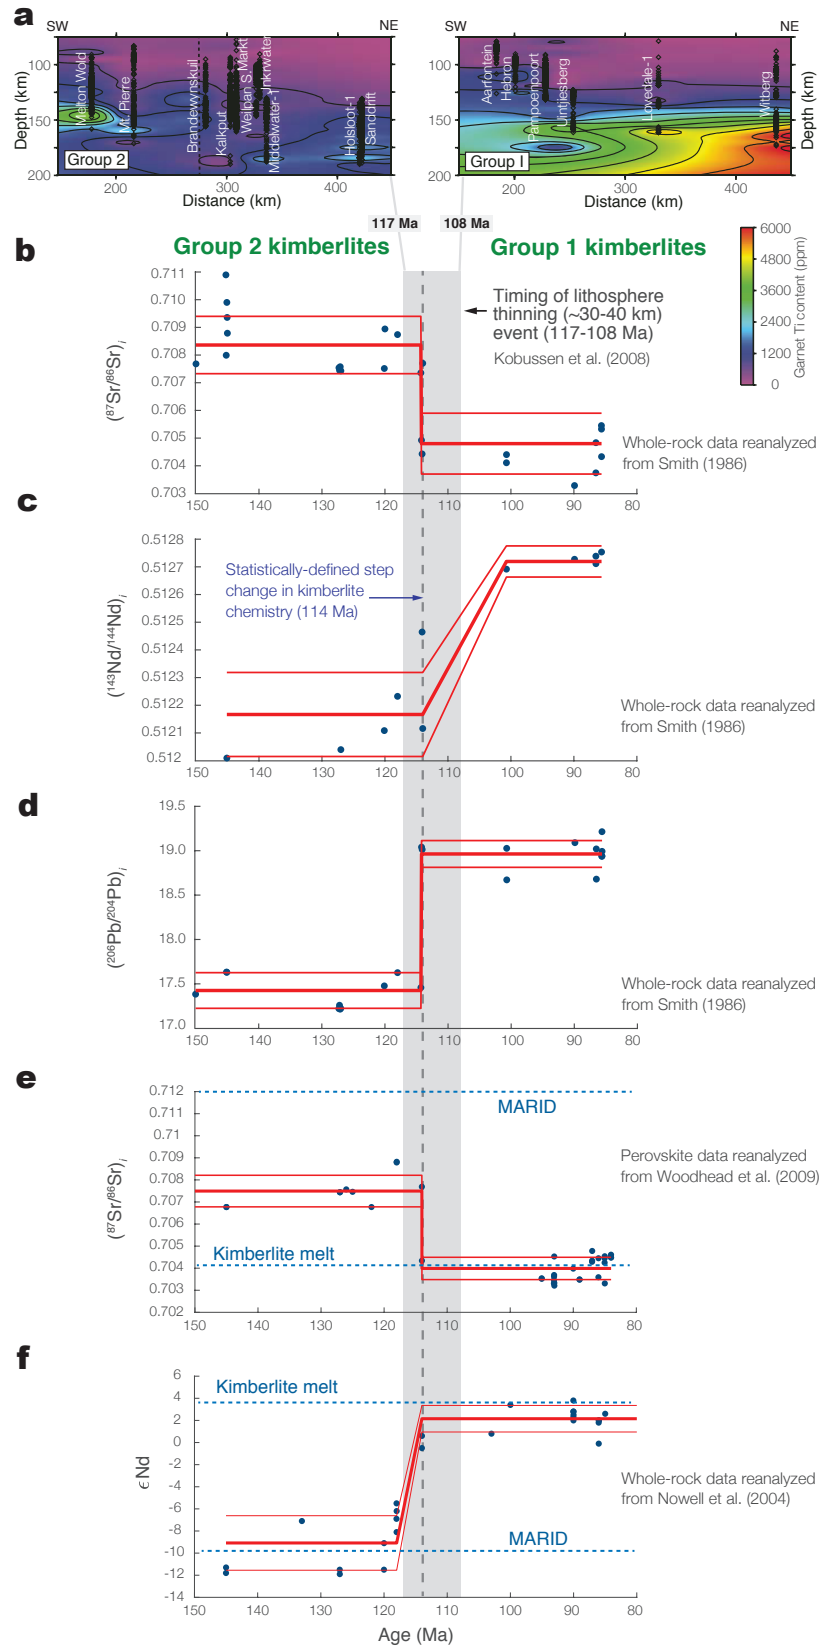 a
SW
NE
SW
NE
Depth (km)
100
150
200
Melton Wold
Mt. Pierre
Brandewynskuil
Kalkput
Markt
Inkrwater
Middelwater-1
Holsloot-1
Sanddrift
Group 2
200
300
400
Distance (km)
100
150
200
Aarfontein
Hebron
Pampoenpoort
Uintjiesberg
Lovedale-1
Witberg
Group I
200
300
400
Distance (km)
Depth (km)
117 Ma
108 Ma
b
Group 2 kimberlites
Group 1 kimberlites
6000
4800
3600
2400
1200
0
Garnet Ti content (ppm)
0.711
0.710
0.709
0.708
0.707
0.706
0.705
0.704
0.703
(⁸⁷Sr/⁸⁸Sr)i
Timing of lithosphere
thinning (~30-40 km)
event (117-108 Ma)
Kobussen et al. (2008)
Whole-rock data reanalyzed
from Smith (1986)
150
140
130
120
110
100
90
80
c
0.5128
0.5127
0.5126
0.5125
0.5124
0.5123
0.5122
0.5121
0.512
(¹⁴³Nd/¹⁴⁴Nd)i
Statistically-defined step
change in kimberlite
chemistry (114 Ma)
Whole-rock data reanalyzed
from Smith (1986)
150
140
130
120
110
100
90
80
d
19.5
19.0
18.5
18.0
17.5
17.0
(²⁰⁶Pb/²⁰⁴Pb)i
Whole-rock data reanalyzed
from Smith (1986)
150
140
130
120
110
100
90
80
e
0.712
0.711
0.71
0.709
0.708
0.707
0.706
0.705
0.704
0.703
0.702
(⁸⁷Sr/⁸⁶Sr)i
MARID
Perovskite data reanalyzed
from Woodhead et al. (2009)
Kimberlite melt
150
140
130
120
110
100
90
80
f
6
4
2
0
-2
-4
-6
-8
-10
-12
-14
ϵNd
Kimberlite melt
Whole-rock data reanalyzed
from Nowell et al. (2004)
MARID
150
140
130
120
110
100
90
80
Age (Ma)